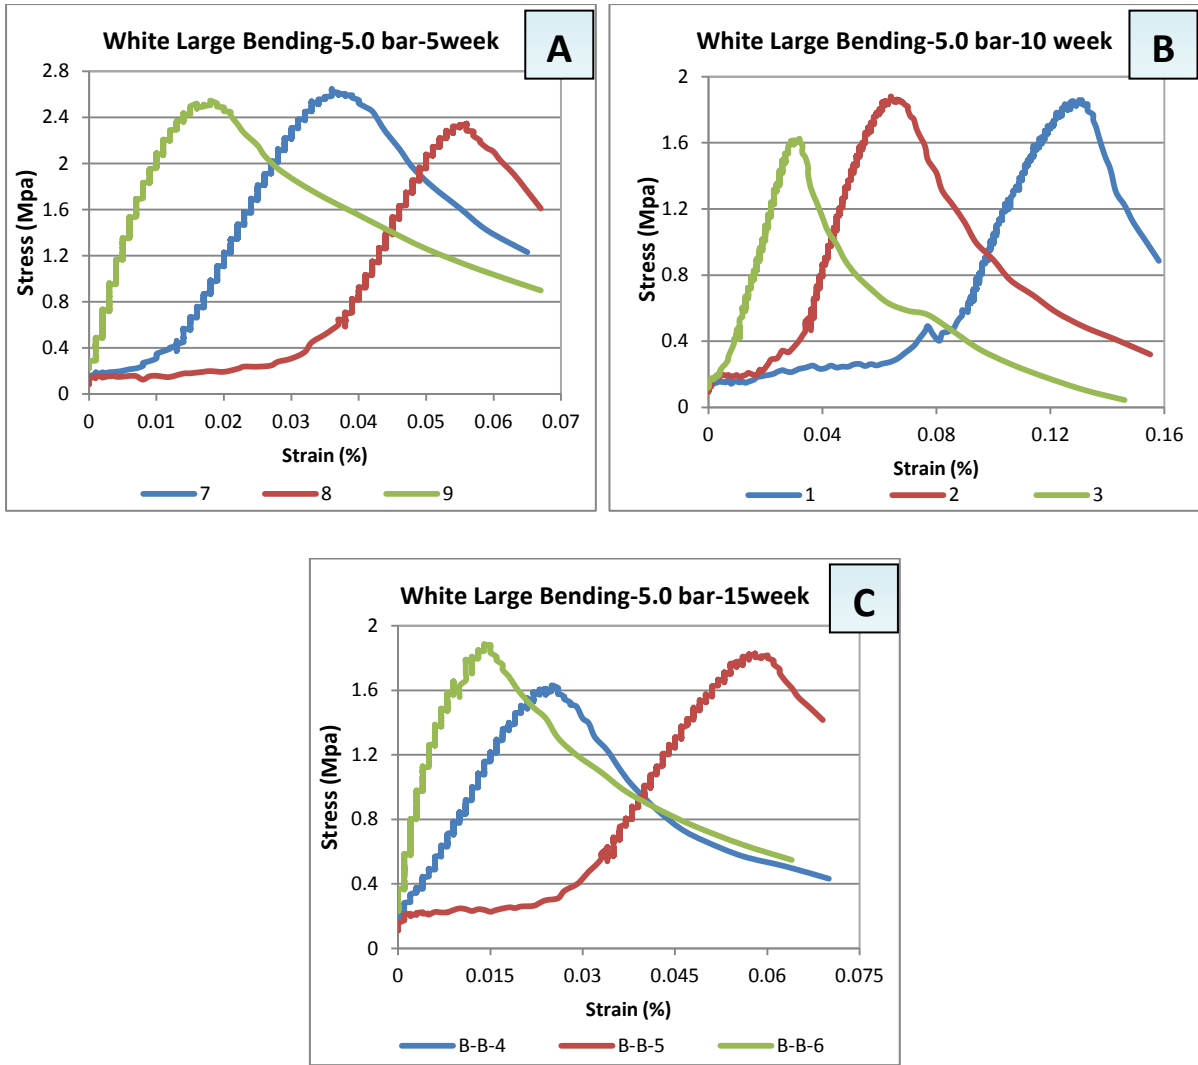 White Large Bending-5.0 bar-5week
A
Stress (Mpa)
2.8
2.4
2
1.6
1.2
0.8
0.4
0
0 0.01 0.02 0.03 0.04 0.05 0.06 0.07
Strain (%)
7 8 9
White Large Bending-5.0 bar-10 week
B
Stress (Mpa)
2
1.6
1.2
0.8
0.4
0
0 0.04 0.08 0.12 0.16
Strain (%)
1 2 3
White Large Bending-5.0 bar-15week
C
Stress (Mpa)
2
1.6
1.2
0.8
0.4
0
0 0.015 0.03 0.045 0.06 0.075
Strain (%)
B-B-4 B-B-5 B-B-6